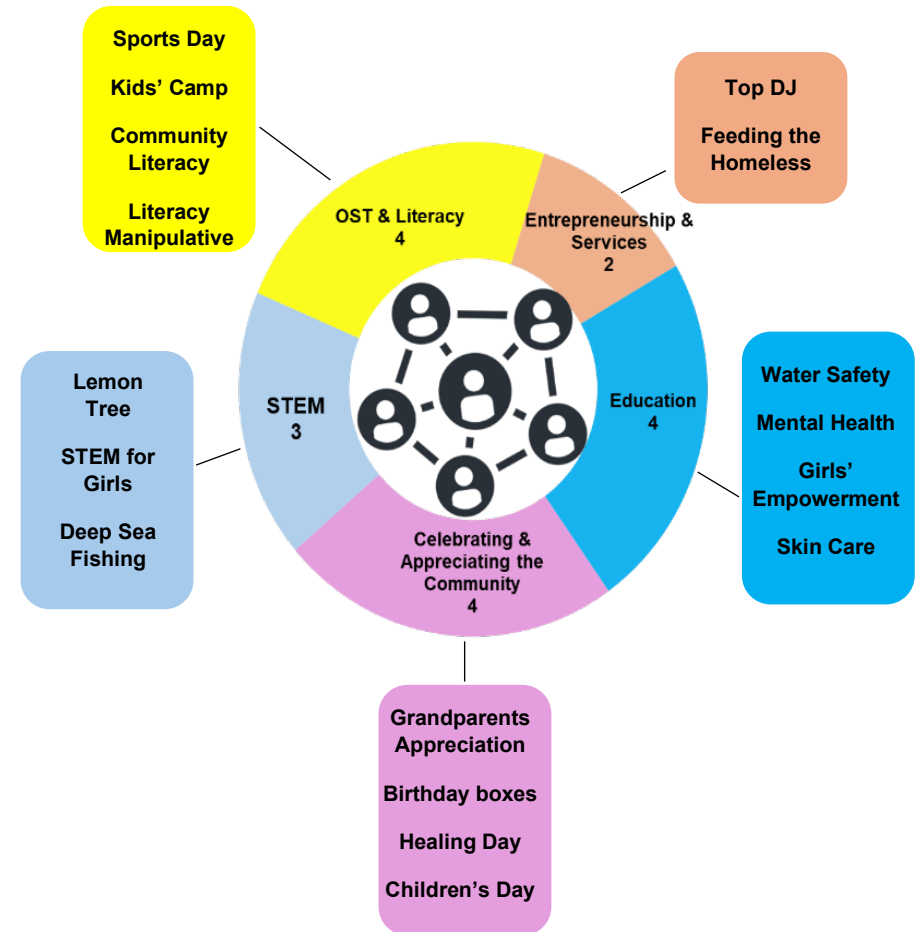 Sports Day
Kids’ Camp
Community
Literacy
Literacy
Manipulative
Top DJ
Feeding the
Homeless
OST & Literacy
4
Entrepreneurship &
Services
2
Lemon
Tree
STEM for
Girls
Deep Sea
Fishing
STEM
3
Education
4
Water Safety
Mental Health
Girls’
Empowerment
Skin Care
Celebrating &
Appreciating the
Community
4
Grandparents
Appreciation
Birthday boxes
Healing Day
Children’s Day